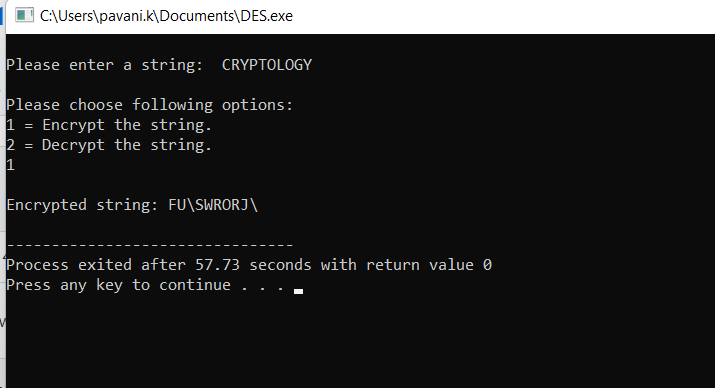 C:\Users\pavani.k\Documents\DES.exe
Please enter a string:  CRYPTOLOGY
Please choose following options:
1 = Encrypt the string.
2 = Decrypt the string.
1
Encrypted string: FU\SWRORJ\
--------------------------------
Process exited after 57.73 seconds with return value 0
Press any key to continue . . .